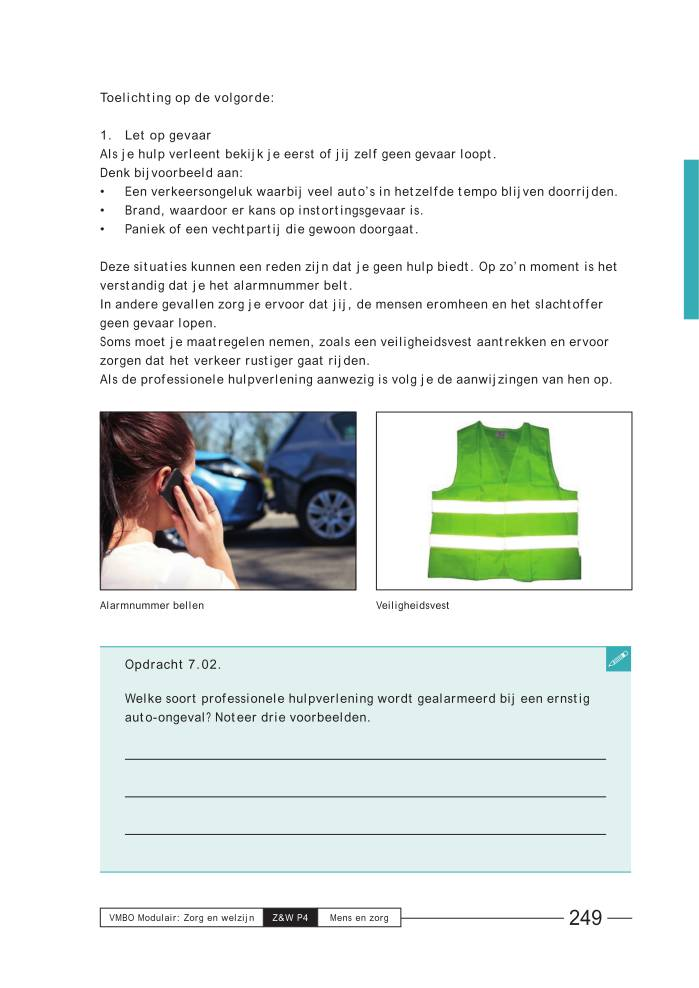 Toelichting op de volgorde:
1. Let op gevaar
Als je hulp verleent bekijk je eerst of jij zelf geen gevaar loopt.
Denk bijvoorbeeld aan:
• Een verkeersongeluk waarbij veel auto's in hetzelfde tempo blijven doorrijden.
• Brand, waardoor er kans op instortingsgevaar is.
• Paniek of een vechtpartij die gewoon doorgaat.
Deze situaties kunnen een reden zijn dat je geen hulp biedt. Op zo'n moment is het
verstandig dat je het alarmnummer belt.
In andere gevallen zorg je ervoor dat jij, de mensen eromheen en het slachtoffer
geen gevaar lopen.
Soms moet je maatregelen nemen, zoals een veiligheidsvest aantrekken en ervoor
zorgen dat het verkeer rustiger gaat rijden.
Als de professionele hulpverlening aanwezig is volg je de aanwijzingen van hen op.
Alarmnummer bellen
Veiligheidsvest
Opdracht 7.02.
Welke soort professionele hulpverlening wordt gealarmeerd bij een ernstig
auto-ongeval? Noteer drie voorbeelden.
VMBO Modulair: Zorg en welzijn Z&W P4 Mens en zorg 249